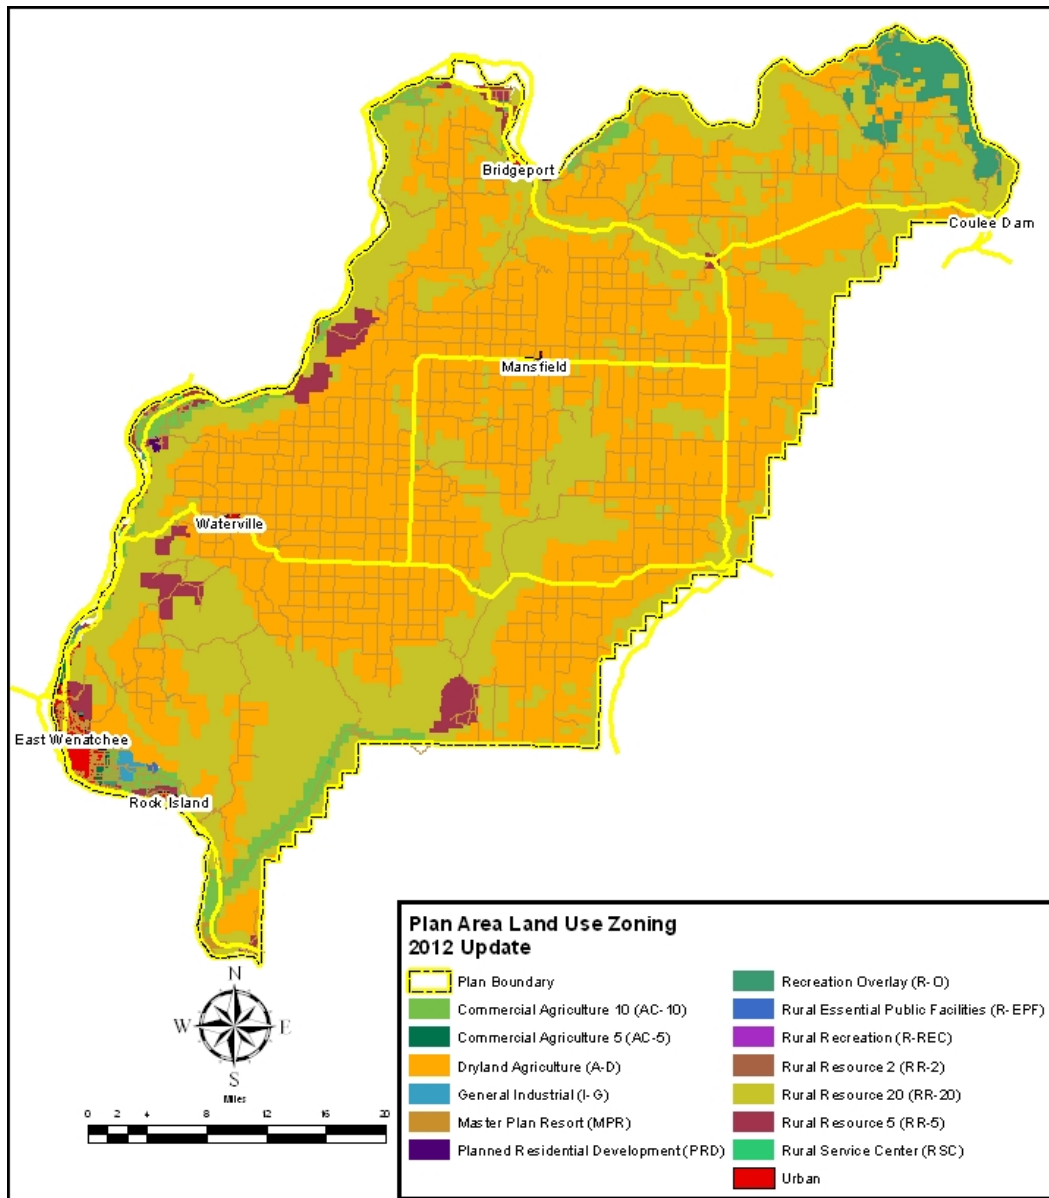 Bridgeport
Coulee Dam
Mansfield
Waterville
East Wenatchee
Rock Island
N
W E
S
Miles
0 2 4 8 12 16 20
Plan Area Land Use Zoning
2012 Update
Plan Boundary
Commercial Agriculture 10 (AC-10)
Commercial Agriculture 5 (AC-5)
Dryland Agriculture (A-D)
General Industrial (I-G)
Master Plan Resort (MPR)
Planned Residential Development (PRD)
Recreation Overlay (R-O)
Rural Essential Public Facilities (R-EPF)
Rural Recreation (R-REC)
Rural Resource 2 (RR-2)
Rural Resource 20 (RR-20)
Rural Resource 5 (RR-5)
Rural Service Center (RSC)
Urban